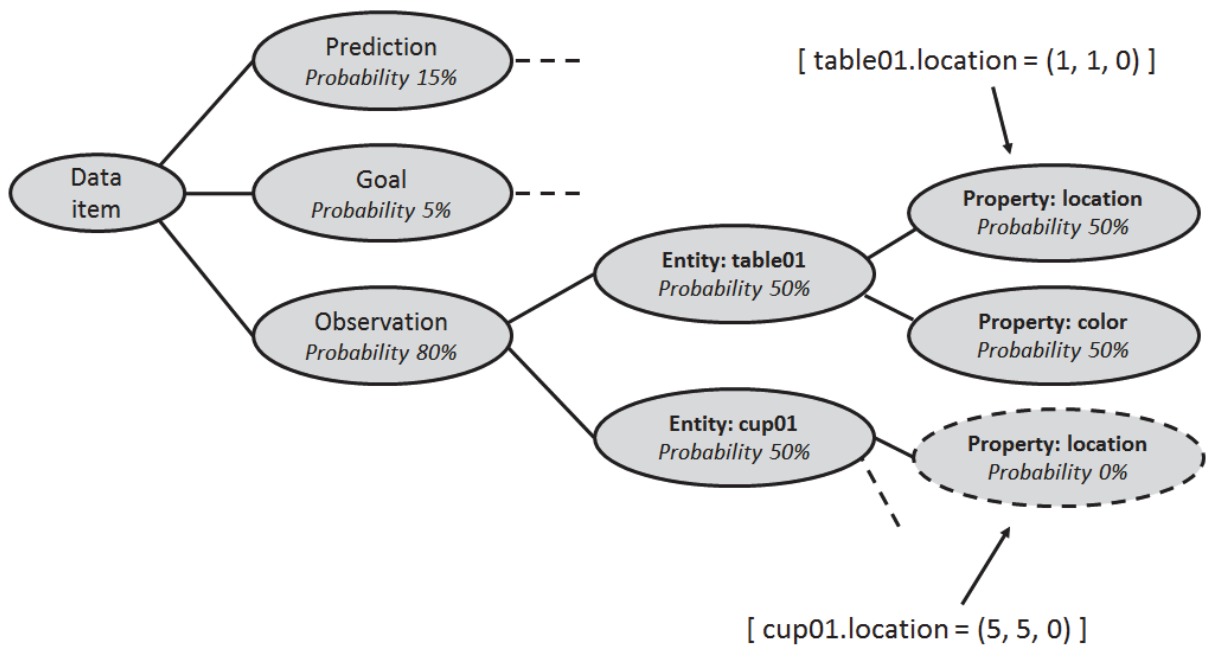 Prediction
Probability 15%
[ table01.location = (1, 1, 0) ]
Data
item
Goal
Probability 5%
Property: location
Probability 50%
Entity: table01
Probability 50%
Observation
Probability 80%
Property: color
Probability 50%
Entity: cup01
Probability 50%
Property: location
Probability 0%
[ cup01.location = (5, 5, 0) ]